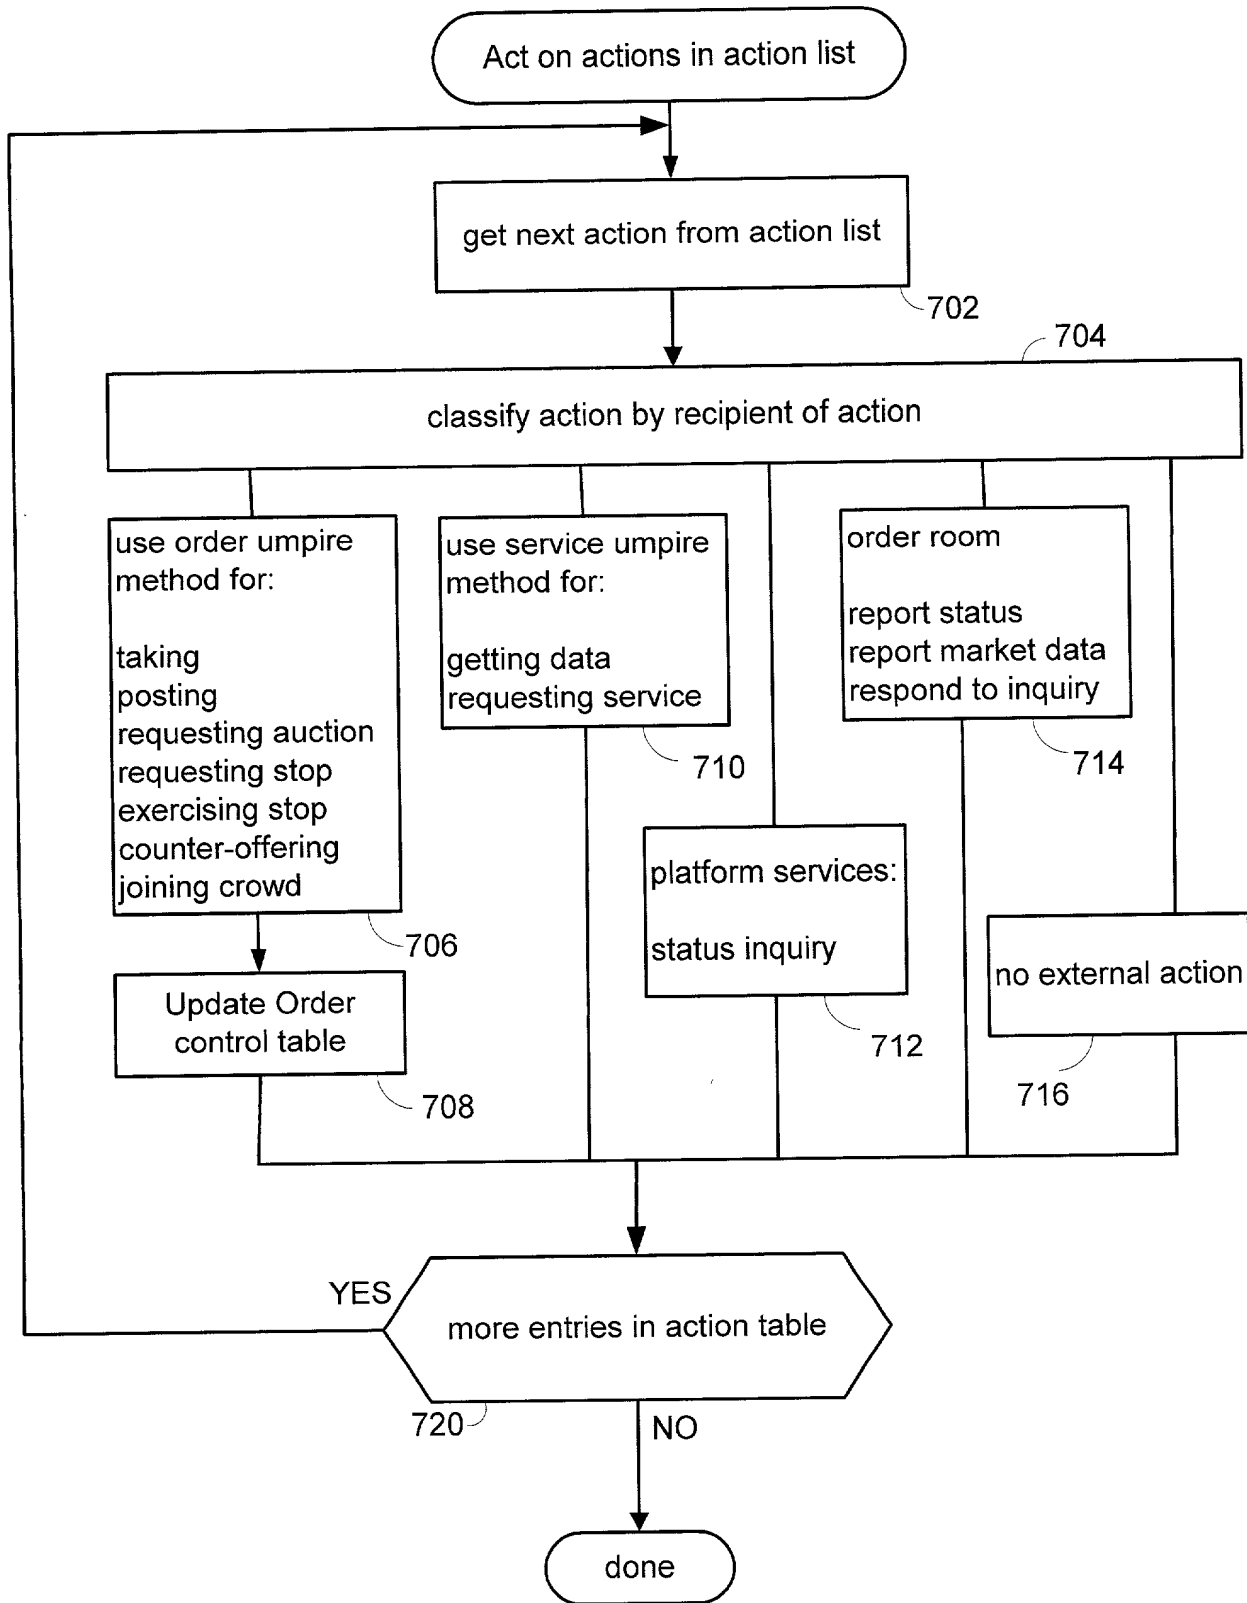 Act on actions in action list
get next action from action list
702
704
classify action by recipient of action
use order umpire
method for:
taking
posting
requesting auction
requesting stop
exercising stop
counter-offering
joining crowd
706
Update Order
control table
708
use service umpire
method for:
getting data
requesting service
710
platform services:
status inquiry
712
order room
report status
report market data
respond to inquiry
714
no external action
716
YES
more entries in action table
720
NO
done